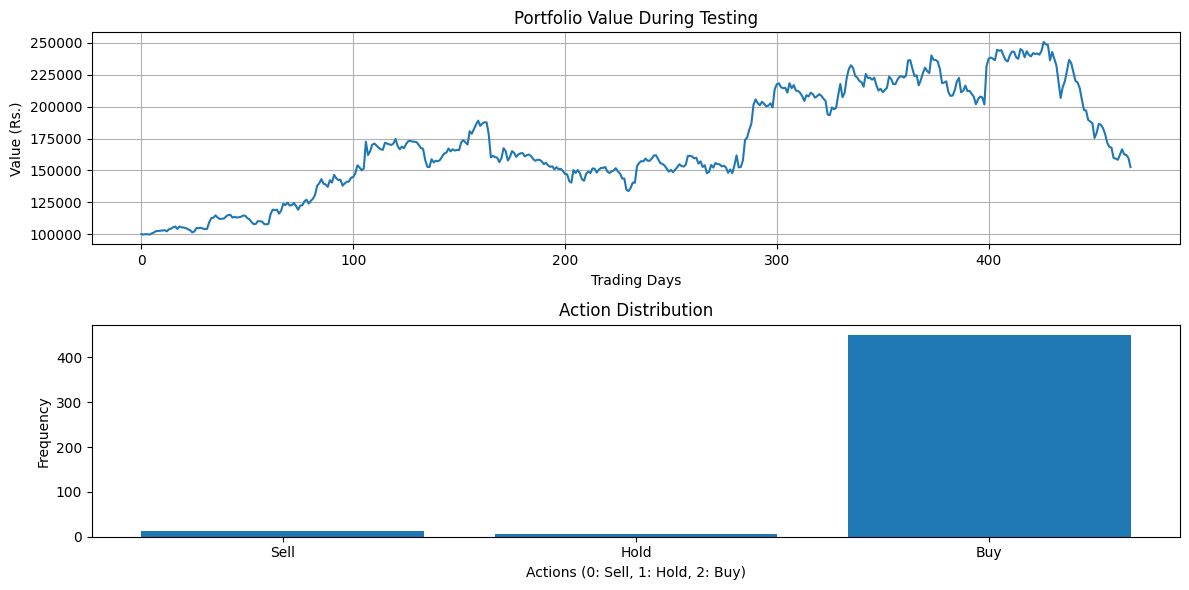 Portfolio Value During Testing
250000
225000
200000
175000
150000
125000
100000
Value (Rs.)
0 100 200 300 400
Trading Days
Action Distribution
400
300
200
100
0
Frequency
Sell Hold Buy
Actions (0: Sell, 1: Hold, 2: Buy)